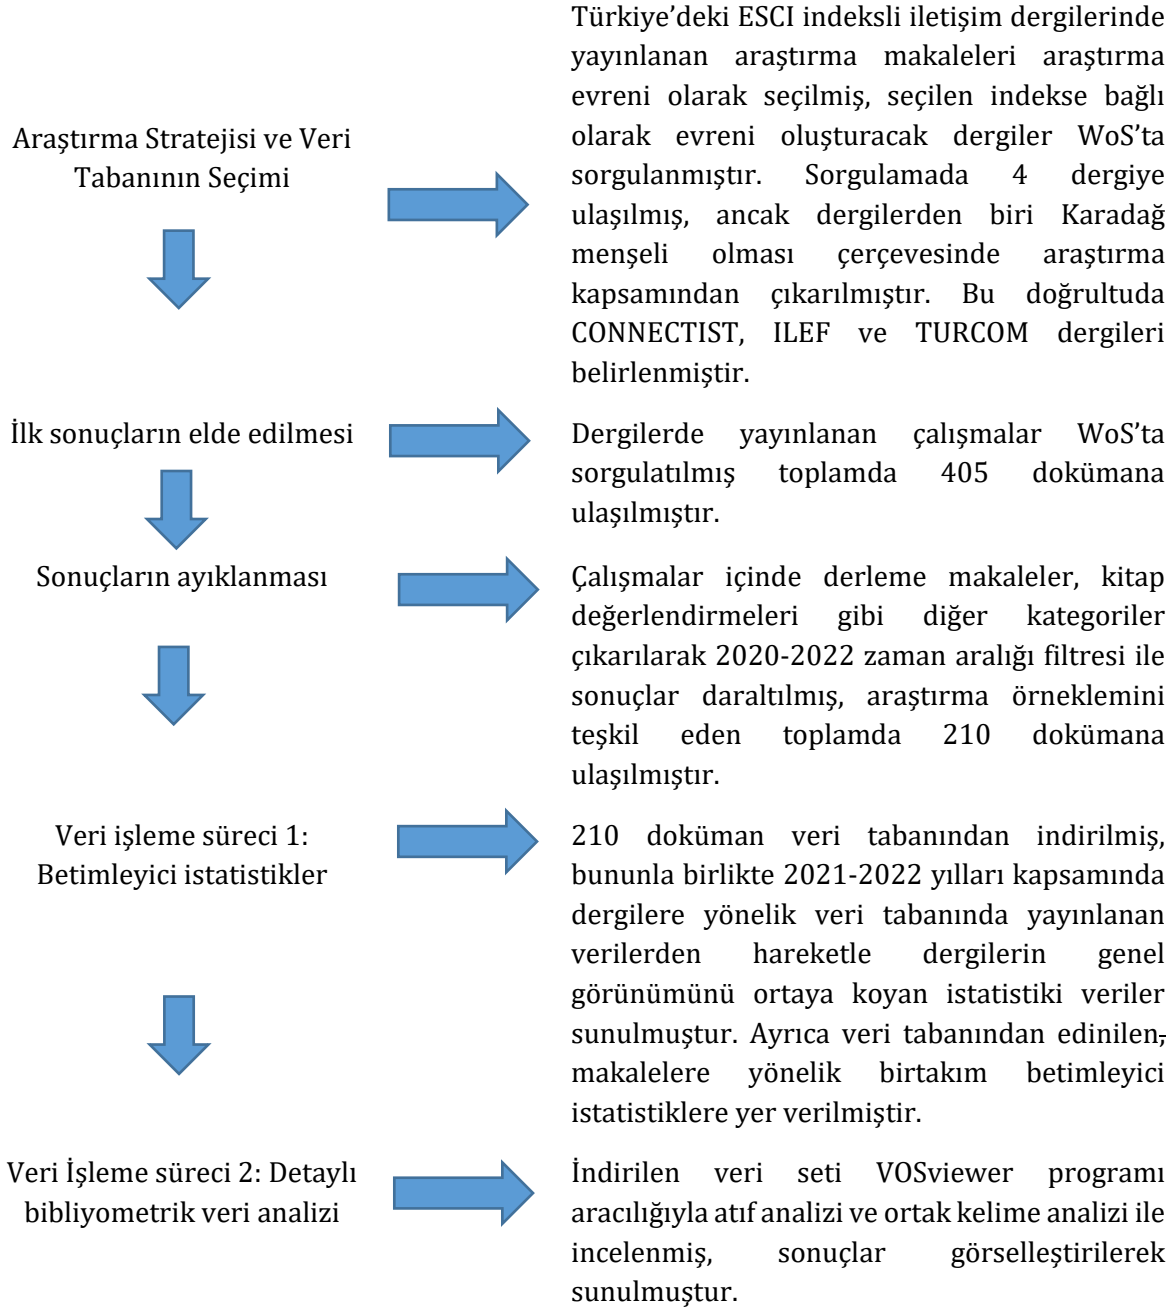 Araştırma Stratejisi ve Veri
Tabanının Seçimi
Türkiye’deki ESCI indeksli iletişim dergilerinde
yayınlanan araştırma makaleleri araştırma
evreni olarak seçilmiş, seçilen indekse bağlı
olarak evreni oluşturacak dergiler WoS’ta
sorgulanmıştır. Sorgulamada 4 dergiye
ulaşılmış, ancak dergilerden biri Karadağ
menşeli olması çerçevesinde araştırma
kapsamından çıkarılmıştır. Bu doğrultuda
CONNECTIST, ILEF ve TURCOM dergileri
belirlenmiştir.
İlk sonuçların elde edilmesi
Dergilerde yayınlanan çalışmalar WoS’ta
sorgulatılmış toplamda 405 dokümana
ulaşılmıştır.
Sonuçların ayıklanması
Çalışmalar içinde derleme makaleler, kitap
değerlendirmeleri gibi diğer kategoriler
çıkarılarak 2020-2022 zaman aralığı filtresi ile
sonuçlar daraltılmış, araştırma örneklemini
teşkil eden toplamda 210 dokümana
ulaşılmıştır.
Veri işleme süreci 1:
Betimleyici istatistikler
210 doküman veri tabanından indirilmiş,
bununla birlikte 2021-2022 yılları kapsamında
dergilere yönelik veri tabanında yayınlanan
verilerden hareketle dergilerin genel
görünümünü ortaya koyan istatistiki veriler
sunulmuştur. Ayrıca veri tabanından edinilen,
makalelere yönelik birtakım betimleyici
istatistiklere yer verilmiştir.
Veri İşleme süreci 2: Detaylı
bibliyometrik veri analizi
İndirilen veri seti VOSviewer programı
aracılığıyla atıf analizi ve ortak kelime analizi ile
incelenmiş, sonuçlar görselleştirilerek
sunulmuştur.